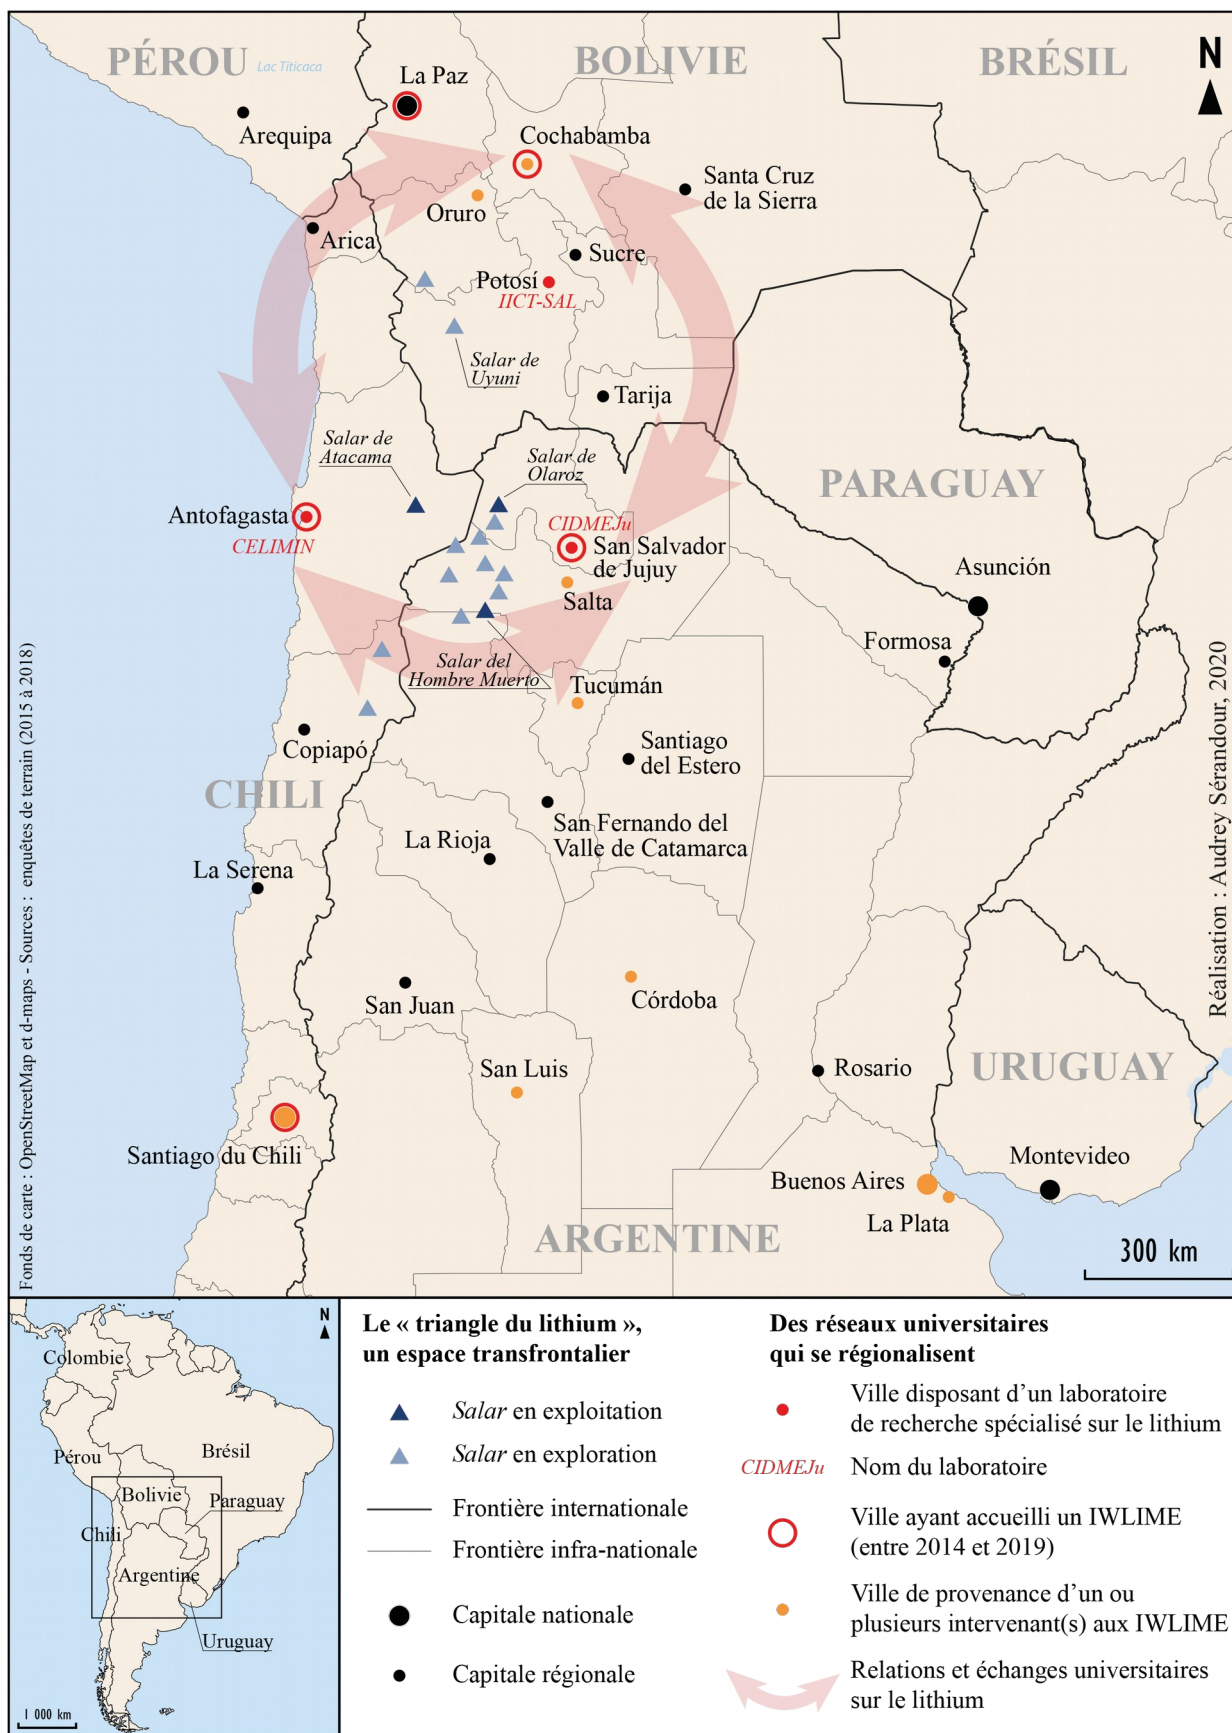 PÉROU
Lac Titicaca
BOLIVIE
BRÉSIL
N
La Paz
Arequipa
Cochabamba
Santa Cruz
de la Sierra
Oruro
Arica
Sucre
Potosí
IICT-SAL
Salar de
Uyuni
Tarija
Salar de
Atacama
Salar de
Olaroz
PARAGUAY
Antofagasta
CELIMIN
CIDMEJu
San Salvador
de Jujuy
Salta
Asunción
Formosa
Salar del
Hombre Muerto
Tucumán
Copiapó
Santiago
del Estero
CHILI
San Fernando del
Valle de Catamarca
La Rioja
La Serena
San Juan
Córdoba
San Luis
Rosario
URUGUAY
Santiago du Chili
Buenos Aires
Montevideo
La Plata
ARGENTINE
300 km
Fonds de carte : OpenStreetMap et d-maps - Sources : enquêtes de terrain (2015 à 2018)
Réalisation : Audrey Sérandour, 2020
N
Colombie
Pérou
Brésil
Bolivie
Paraguay
Chili
Argentine
Uruguay
1 000 km
Le « triangle du lithium »,
un espace transfrontalier
Salar en exploitation
Salar en exploration
Frontière internationale
Frontière infra-nationale
Capitale nationale
Capitale régionale
Des réseaux universitaires
qui se régionalisent
Ville disposant d'un laboratoire
de recherche spécialisé sur le lithium
CIDMEJu Nom du laboratoire
Ville ayant accueilli un IWLIME
(entre 2014 et 2019)
Ville de provenance d'un ou
plusieurs intervenant(s) aux IWLIME
Relations et échanges universitaires
sur le lithium